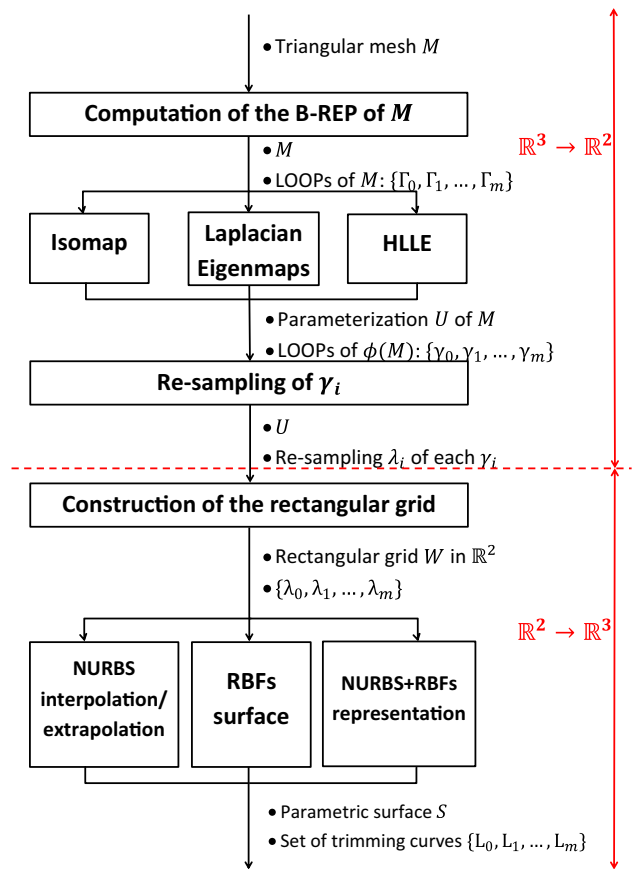 • Triangular mesh M
Computation of the B-REP of M
ℝ³ → ℝ²
• M
• LOOPs of M: {Γ₀, Γ₁, … , Γₘ}
Isomap
Laplacian
Eigenmaps
HLLE
• Parameterization U of M
• LOOPs of ϕ(M): {γ₀, γ₁, … , γₘ}
Re-sampling of γᵢ
• U
• Re-sampling λᵢ of each γᵢ
Construction of the rectangular grid
• Rectangular grid W in ℝ²
• {λ₀, λ₁, … , λₘ}
ℝ² → ℝ³
NURBS
interpolation/
extrapolation
RBFs
surface
NURBS+RBFs
representation
• Parametric surface S
• Set of trimming curves {L₀, L₁, … , Lₘ}